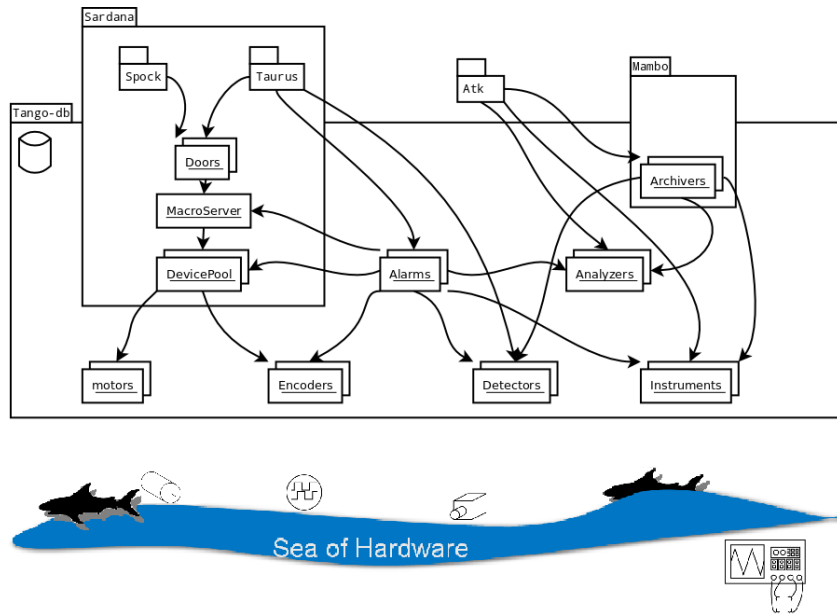 Sardana
Spock
Taurus
Atk
Mambo
Tango-db
Doors
Archivers
MacroServer
DevicePool
Alarms
Analyzers
motors
Encoders
Detectors
Instruments
Sea of Hardware